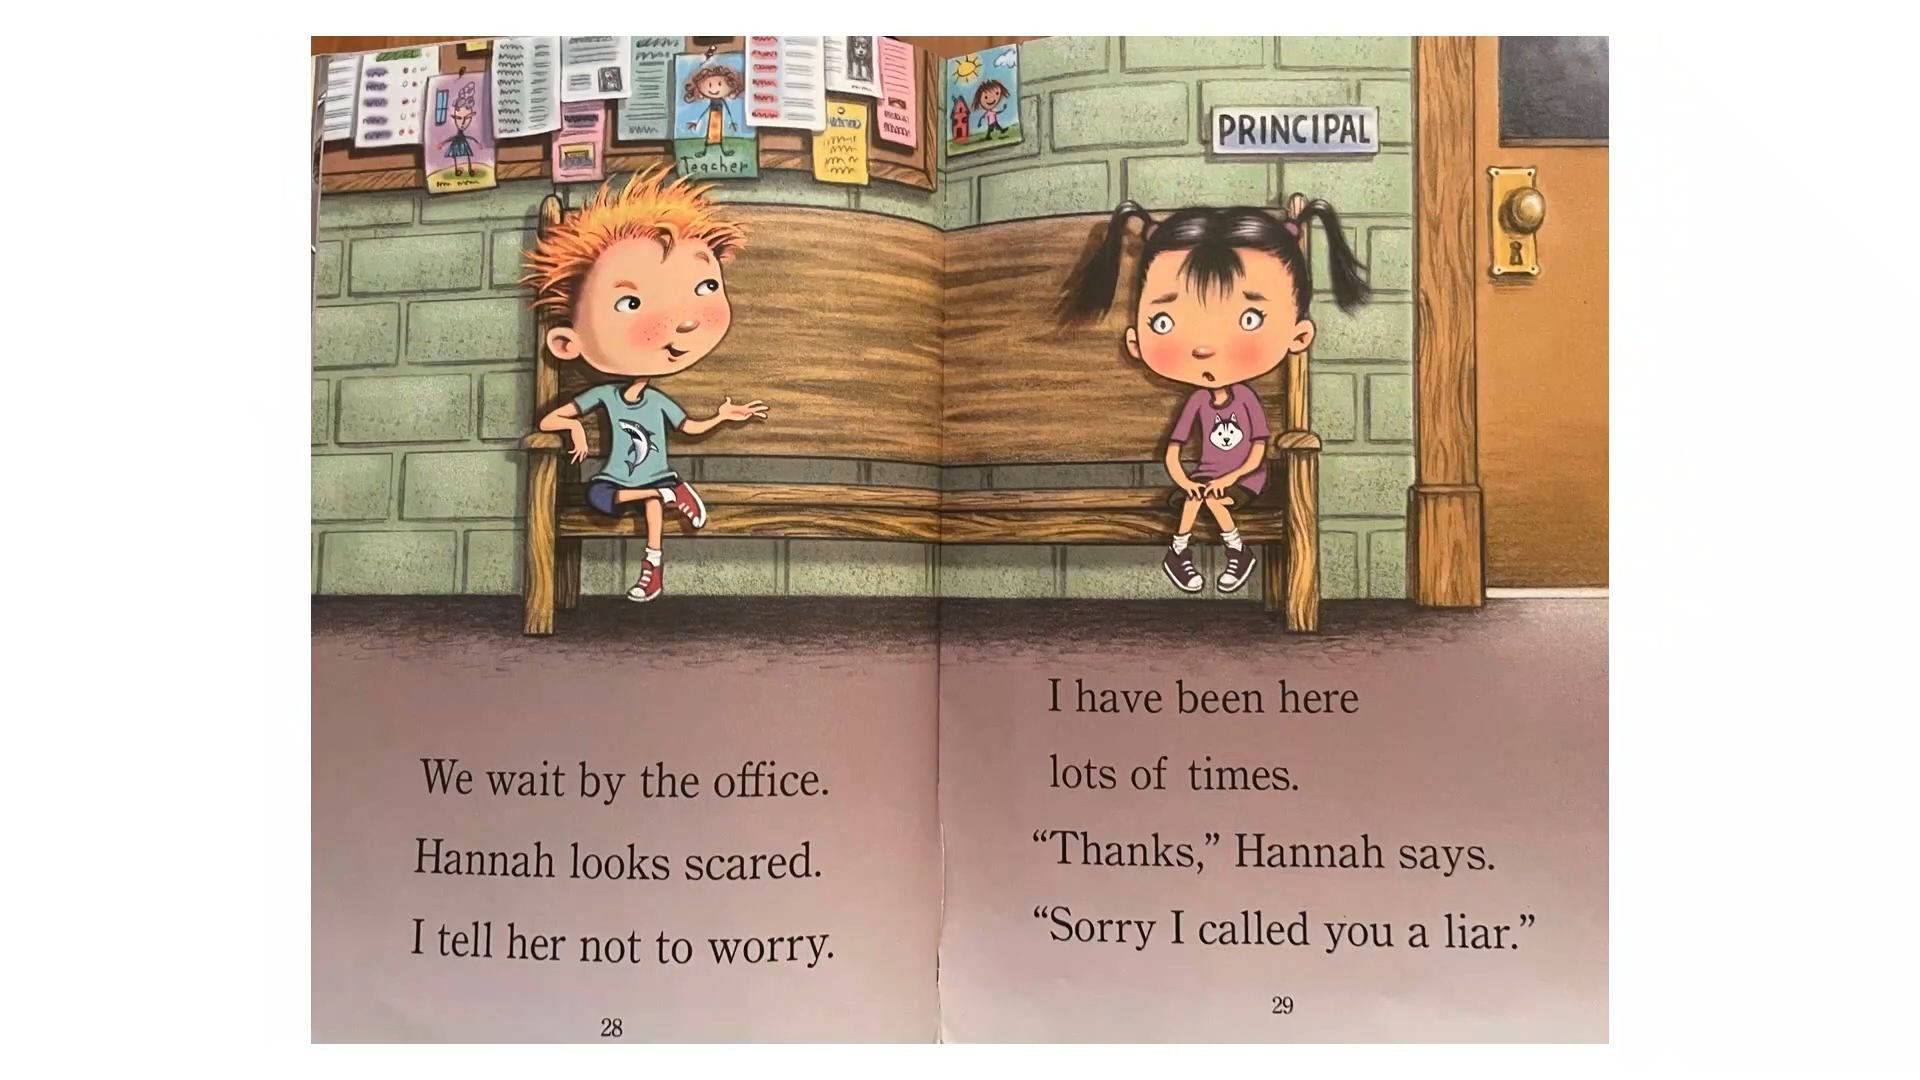 Teacher
PRINCIPAL
We wait by the office.
Hannah looks scared.
I tell her not to worry.
28
I have been here
lots of times.
“Thanks,” Hannah says.
“Sorry I called you a liar.”
29